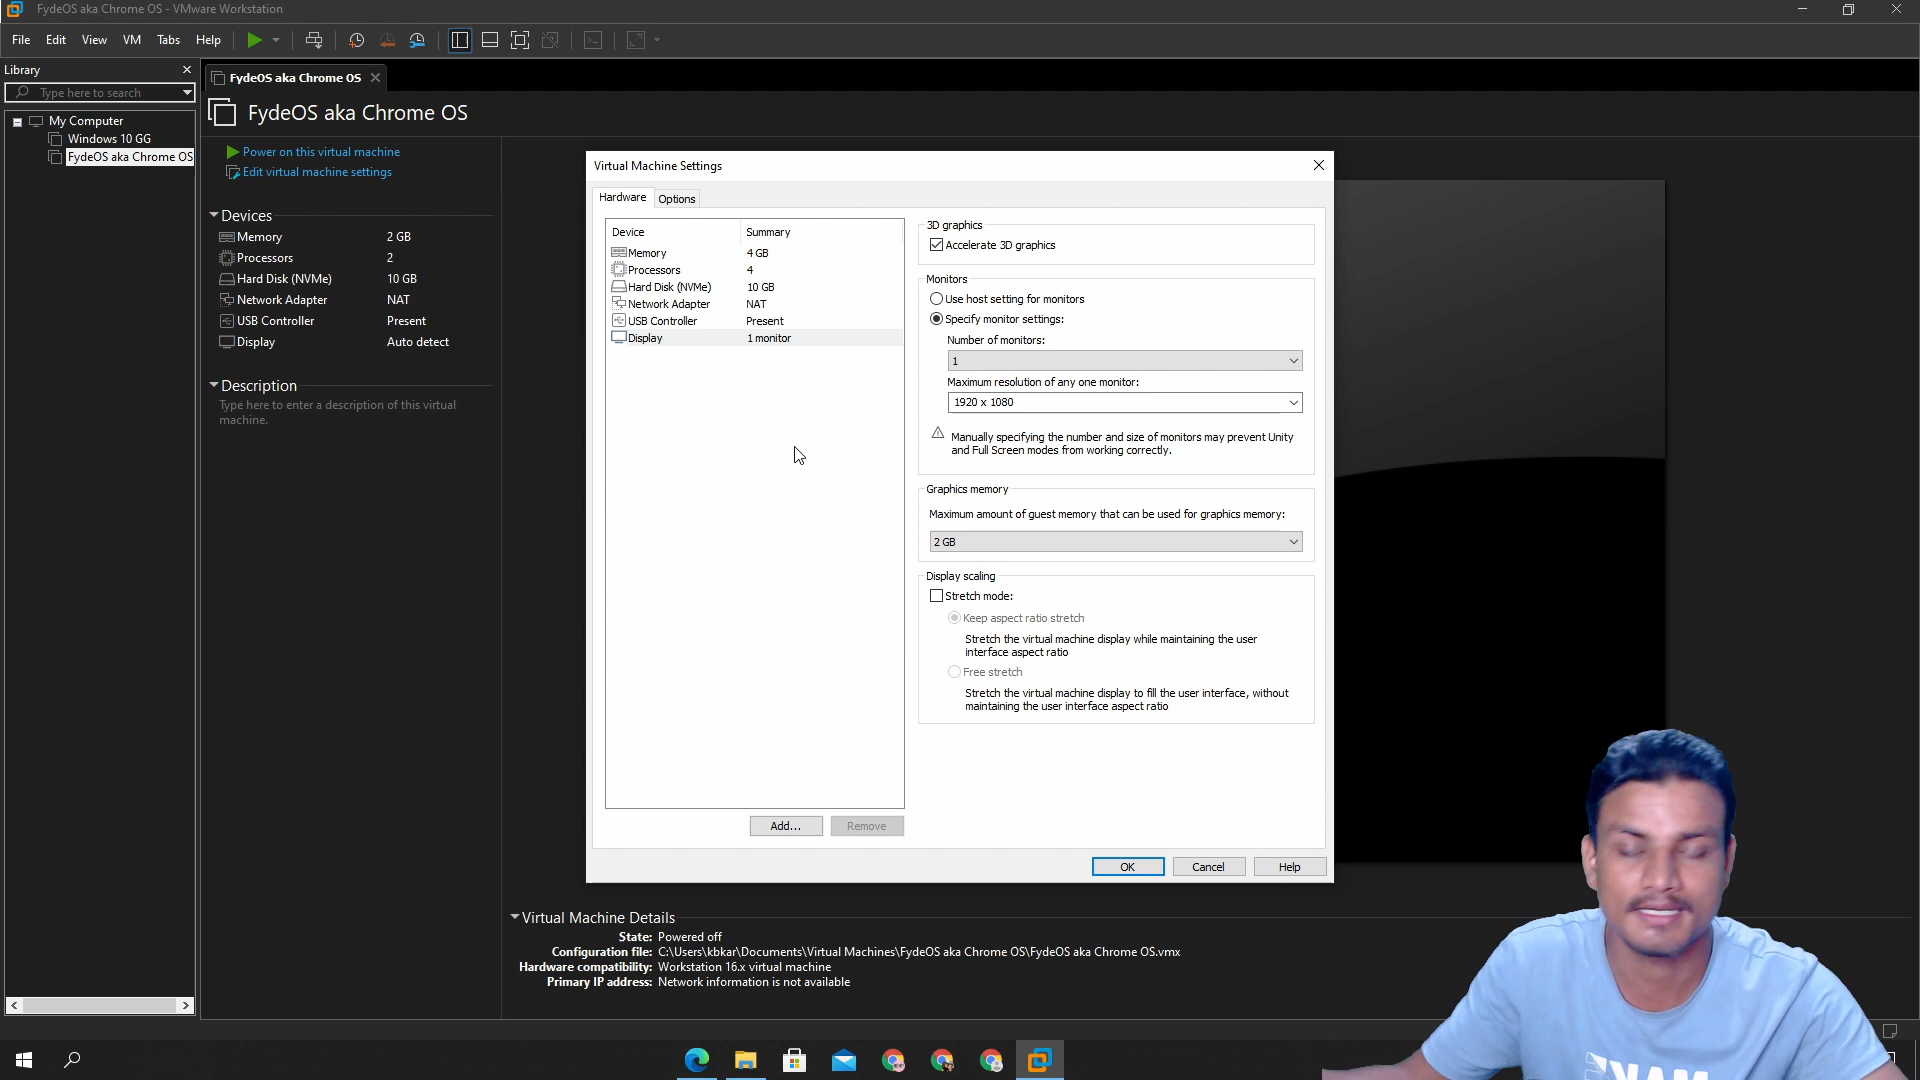 FydeOS aka Chrome OS - VMware Workstation
File Edit View VM Tabs Help
Library
Type here to search
My Computer
Windows 10 GG
FydeOS aka Chrome OS
FydeOS aka Chrome OS
FydeOS aka Chrome OS
Power on this virtual machine
Edit virtual machine settings
Devices
Memory 2 GB
Processors 2
Hard Disk (NVMe) 10 GB
Network Adapter NAT
USB Controller Present
Display Auto detect
Description
Type here to enter a description of this virtual
machine.
Virtual Machine Settings
Hardware Options
Device Summary
Memory 4 GB
Processors 4
Hard Disk (NVMe) 10 GB
Network Adapter NAT
USB Controller Present
Display 1 monitor
Add... Remove
3D graphics
Accelerate 3D graphics
Monitors
Use host setting for monitors
Specify monitor settings:
Number of monitors:
1
Maximum resolution of any one monitor:
1920 x 1080
Manually specifying the number and size of monitors may prevent Unity
and Full Screen modes from working correctly.
Graphics memory
Maximum amount of guest memory that can be used for graphics memory:
2 GB
Display scaling
Stretch mode:
Keep aspect ratio stretch
Stretch the virtual machine display while maintaining the user
interface aspect ratio
Free stretch
Stretch the virtual machine display to fill the user interface, without
maintaining the user interface aspect ratio
OK Cancel Help
Virtual Machine Details
State: Powered off
Configuration file: C:\Users\kbkar\Documents\Virtual Machines\FydeOS aka Chrome OS\FydeOS aka Chrome OS.vmx
Hardware compatibility: Workstation 16.x virtual machine
Primary IP address: Network information is not available